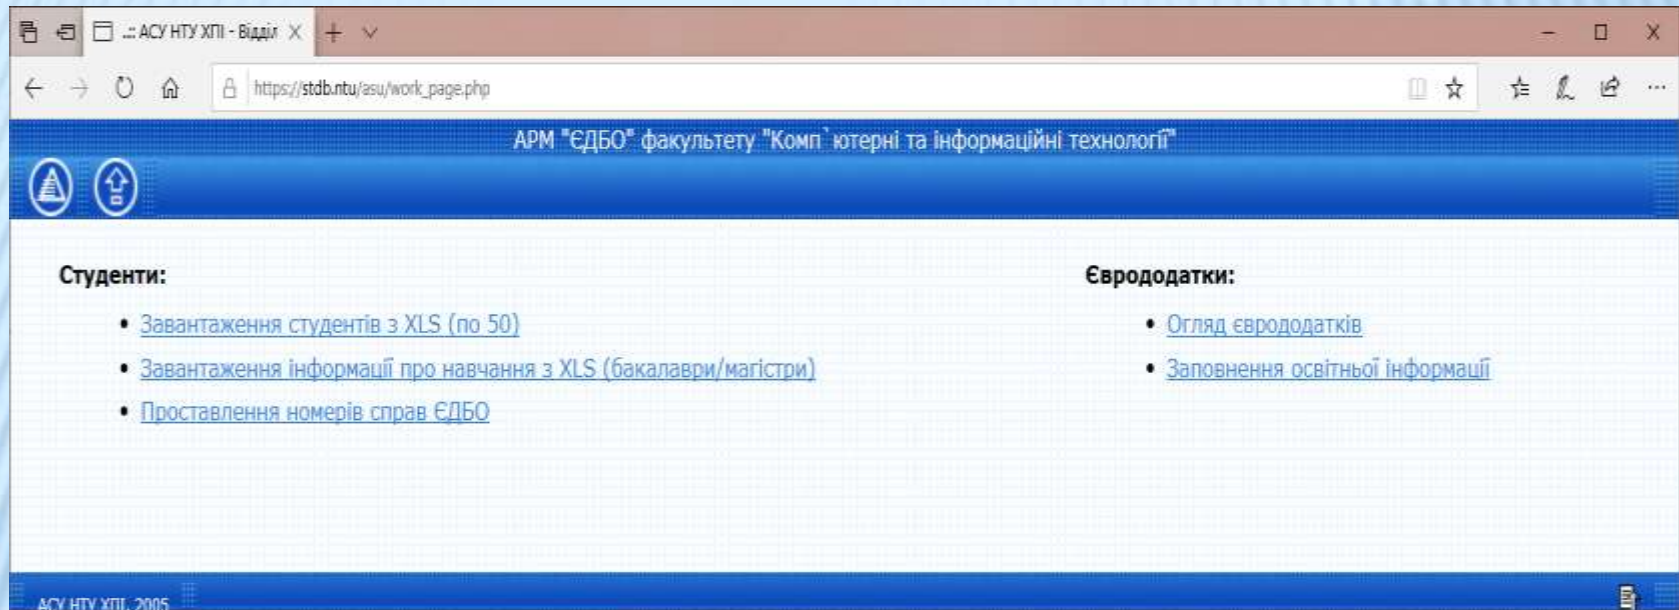 ..:: АСУ НТУ ХПІ - Відділ
https://stdb.ntu/asu/work_page.php
АРМ "ЄДБО" факультету "Комп`ютерні та інформаційні технології"
Студенти:
Завантаження студентів з XLS (по 50)
Завантаження інформації про навчання з XLS (бакалаври/магістри)
Проставлення номерів справ ЄДБО
Єврододатки:
Огляд єврододатків
Заповнення освітньої інформації
АСУ НТУ ХПІ, 2005